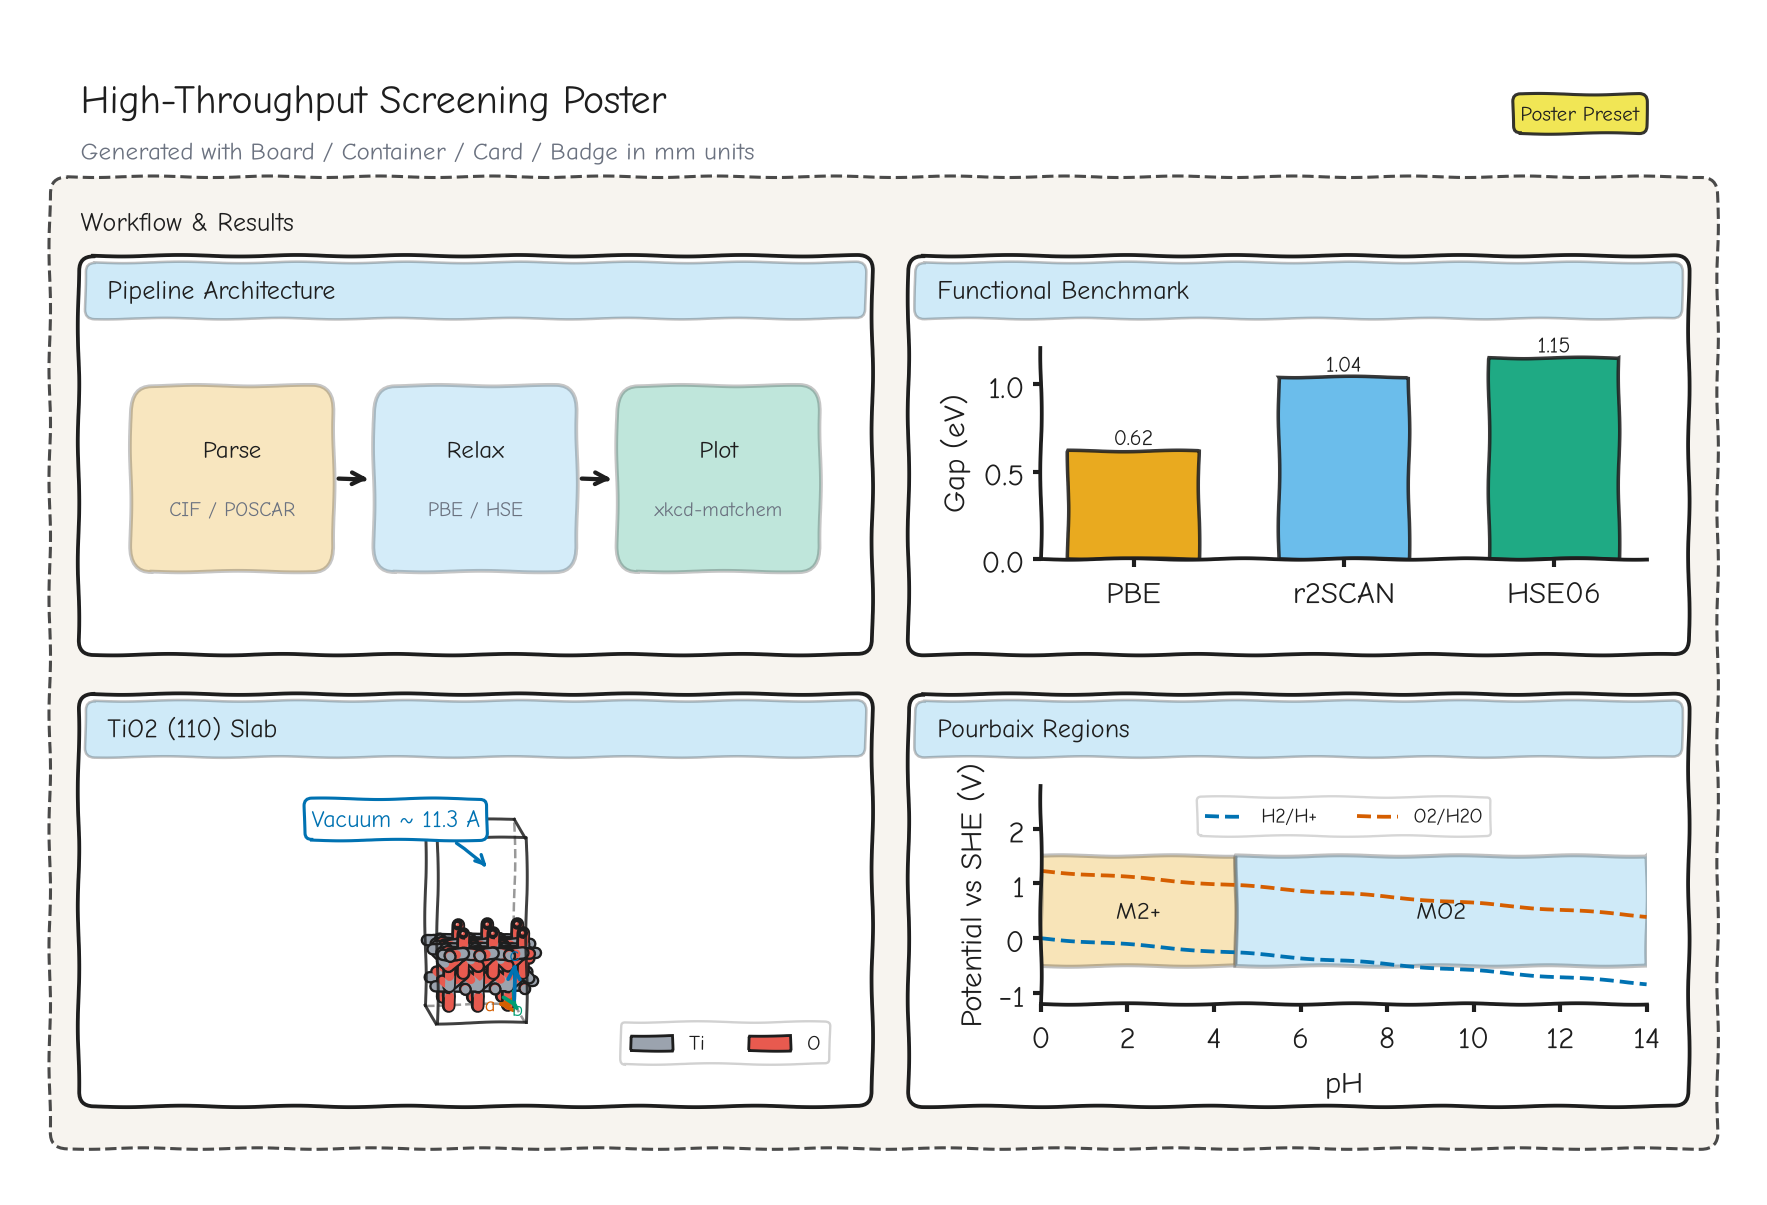 High-Throughput Screening Poster
Poster Preset
Generated with Board / Container / Card / Badge in mm units
Workflow & Results
Pipeline Architecture
Parse
CIF / POSCAR
Relax
PBE / HSE
Plot
xkcd-matchem
Functional Benchmark
Gap (eV)
1.0
0.5
0.0
0.62
1.04
1.15
PBE
r2SCAN
HSE06
TiO2 (110) Slab
Vacuum ~ 11.3 A
a
b
Ti
O
Pourbaix Regions
Potential vs SHE (V)
2
1
0
−1
H2/H+
O2/H2O
M2+
MO2
0
2
4
6
8
10
12
14
pH